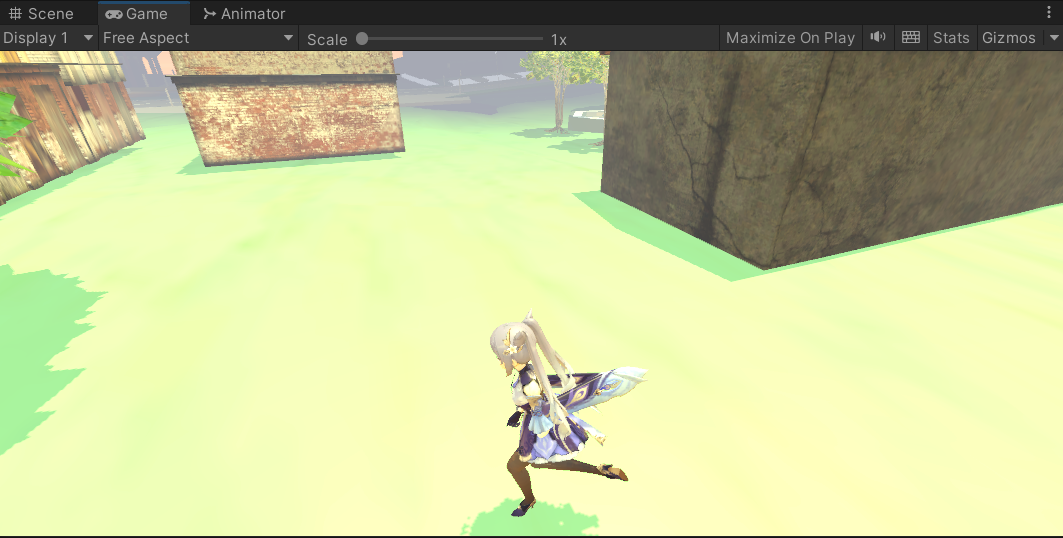 Scene Game Animator
Display 1 Free Aspect Scale 1x Maximize On Play Stats Gizmos